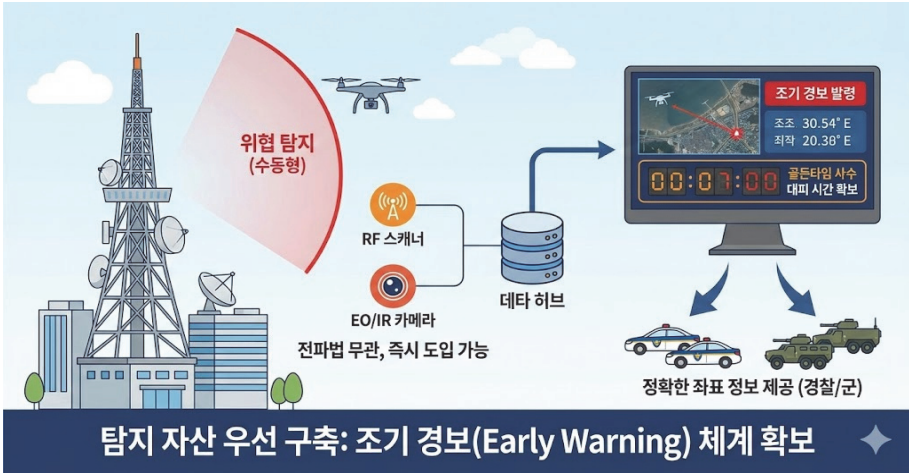 위협 탐지
(수동형)
RF 스캐너
EO/IR 카메라
전파법 무관, 즉시 도입 가능
데타 허브
조기 경보 발령
조조 30.54° E
최작 20.38° E
00:07:00
골든타임 사수
대피 시간 확보
정확한 좌표 정보 제공 (경찰/군)
탐지 자산 우선 구축: 조기 경보(Early Warning) 체계 확보